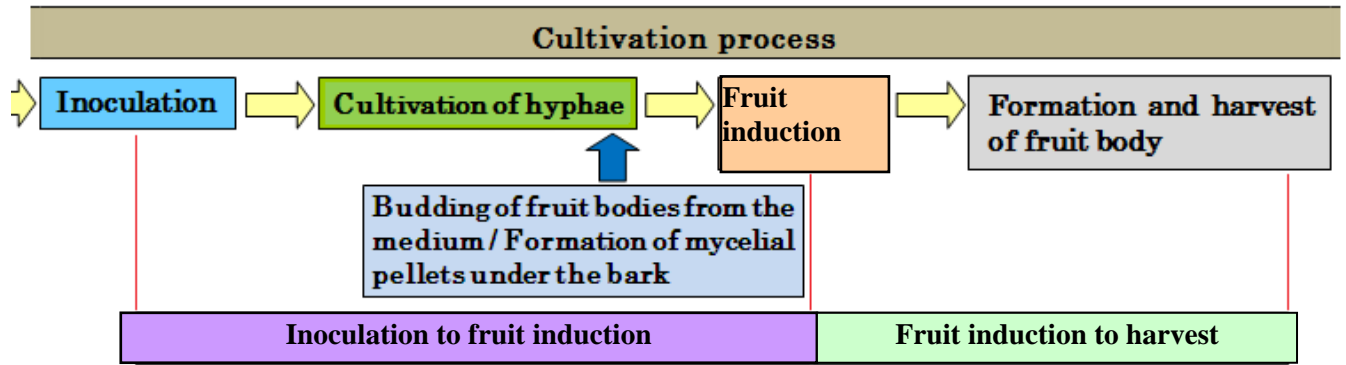 Cultivation process
Inoculation
Cultivation of hyphae
Fruit
induction
Formation and harvest
of fruit body
Budding of fruit bodies from the
medium / Formation of mycelial
pellets under the bark
Inoculation to fruit induction
Fruit induction to harvest